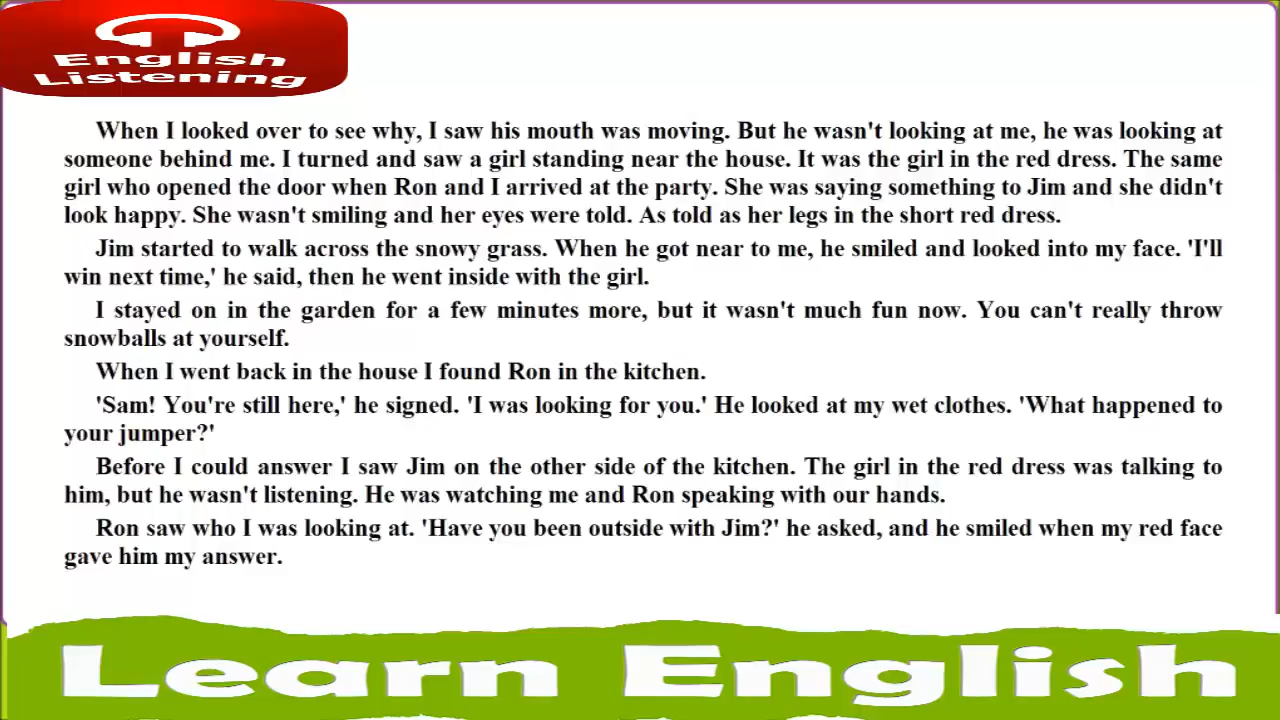 English
Listening
When I looked over to see why, I saw his mouth was moving. But he wasn't looking at me, he was looking at
someone behind me. I turned and saw a girl standing near the house. It was the girl in the red dress. The same
girl who opened the door when Ron and I arrived at the party. She was saying something to Jim and she didn't
look happy. She wasn't smiling and her eyes were told. As told as her legs in the short red dress.
Jim started to walk across the snowy grass. When he got near to me, he smiled and looked into my face. 'I'll
win next time,' he said, then he went inside with the girl.
I stayed on in the garden for a few minutes more, but it wasn't much fun now. You can't really throw
snowballs at yourself.
When I went back in the house I found Ron in the kitchen.
'Sam! You're still here,' he signed. 'I was looking for you.' He looked at my wet clothes. 'What happened to
your jumper?'
Before I could answer I saw Jim on the other side of the kitchen. The girl in the red dress was talking to
him, but he wasn't listening. He was watching me and Ron speaking with our hands.
Ron saw who I was looking at. 'Have you been outside with Jim?' he asked, and he smiled when my red face
gave him my answer.
Learn English